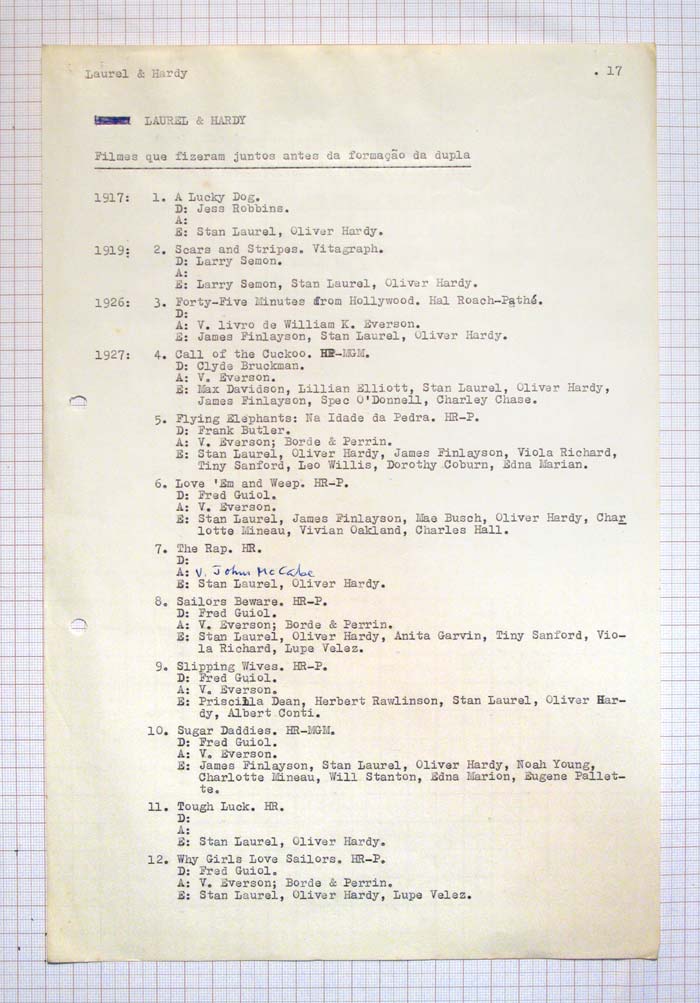 Laurel & Hardy . 17
LAUREL & HARDY
Filmes que fizeram juntos antes da formação da dupla
1917: 1. A Lucky Dog.
D: Jess Robbins.
A:
E: Stan Laurel, Oliver Hardy.
1919: 2. Scars and Stripes. Vitagraph.
D: Larry Semon.
A:
E: Larry Semon, Stan Laurel, Oliver Hardy.
1926: 3. Forty-Five Minutes from Hollywood. Hal Roach-Pathé.
D:
A: V. livro de William K. Everson.
E: James Finlayson, Stan Laurel, Oliver Hardy.
1927: 4. Call of the Cuckoo. HR-MGM.
D: Clyde Bruckman.
A: V. Everson.
E: Max Davidson, Lillian Elliott, Stan Laurel, Oliver Hardy,
James Finlayson, Spec O'Donnell, Charley Chase.
5. Flying Elephants: Na Idade da Pedra. HR-P.
D: Frank Butler.
A: V. Everson; Borde & Perrin.
E: Stan Laurel, Oliver Hardy, James Finlayson, Viola Richard,
Tiny Sanford, Leo Willis, Dorothy Coburn, Edna Marian.
6. Love 'Em and Weep. HR-P.
D: Fred Guiol.
A: V. Everson.
E: Stan Laurel, James Finlayson, Mae Busch, Oliver Hardy, Char
lotte Mineau, Vivian Oakland, Charles Hall.
7. The Rap. HR.
D:
A: V. John McCabe
E: Stan Laurel, Oliver Hardy.
8. Sailors Beware. HR-P.
D: Fred Guiol.
A: V. Everson; Borde & Perrin.
E: Stan Laurel, Oliver Hardy, Anita Garvin, Tiny Sanford, Vio-
la Richard, Lupe Velez.
9. Slipping Wives. HR-P.
D: Fred Guiol.
A: V. Everson.
E: Priscilla Dean, Herbert Rawlinson, Stan Laurel, Oliver Har-
dy, Albert Conti.
10. Sugar Daddies. HR-MGM.
D: Fred Guiol.
A: V. Everson.
E: James Finlayson, Stan Laurel, Oliver Hardy, Noah Young,
Charlotte Mineau, Will Stanton, Edna Marion, Eugene Pallet-
te.
11. Tough Luck. HR.
D:
A:
E: Stan Laurel, Oliver Hardy.
12. Why Girls Love Sailors. HR-P.
D: Fred Guiol.
A: V. Everson; Borde & Perrin.
E: Stan Laurel, Oliver Hardy, Lupe Velez.